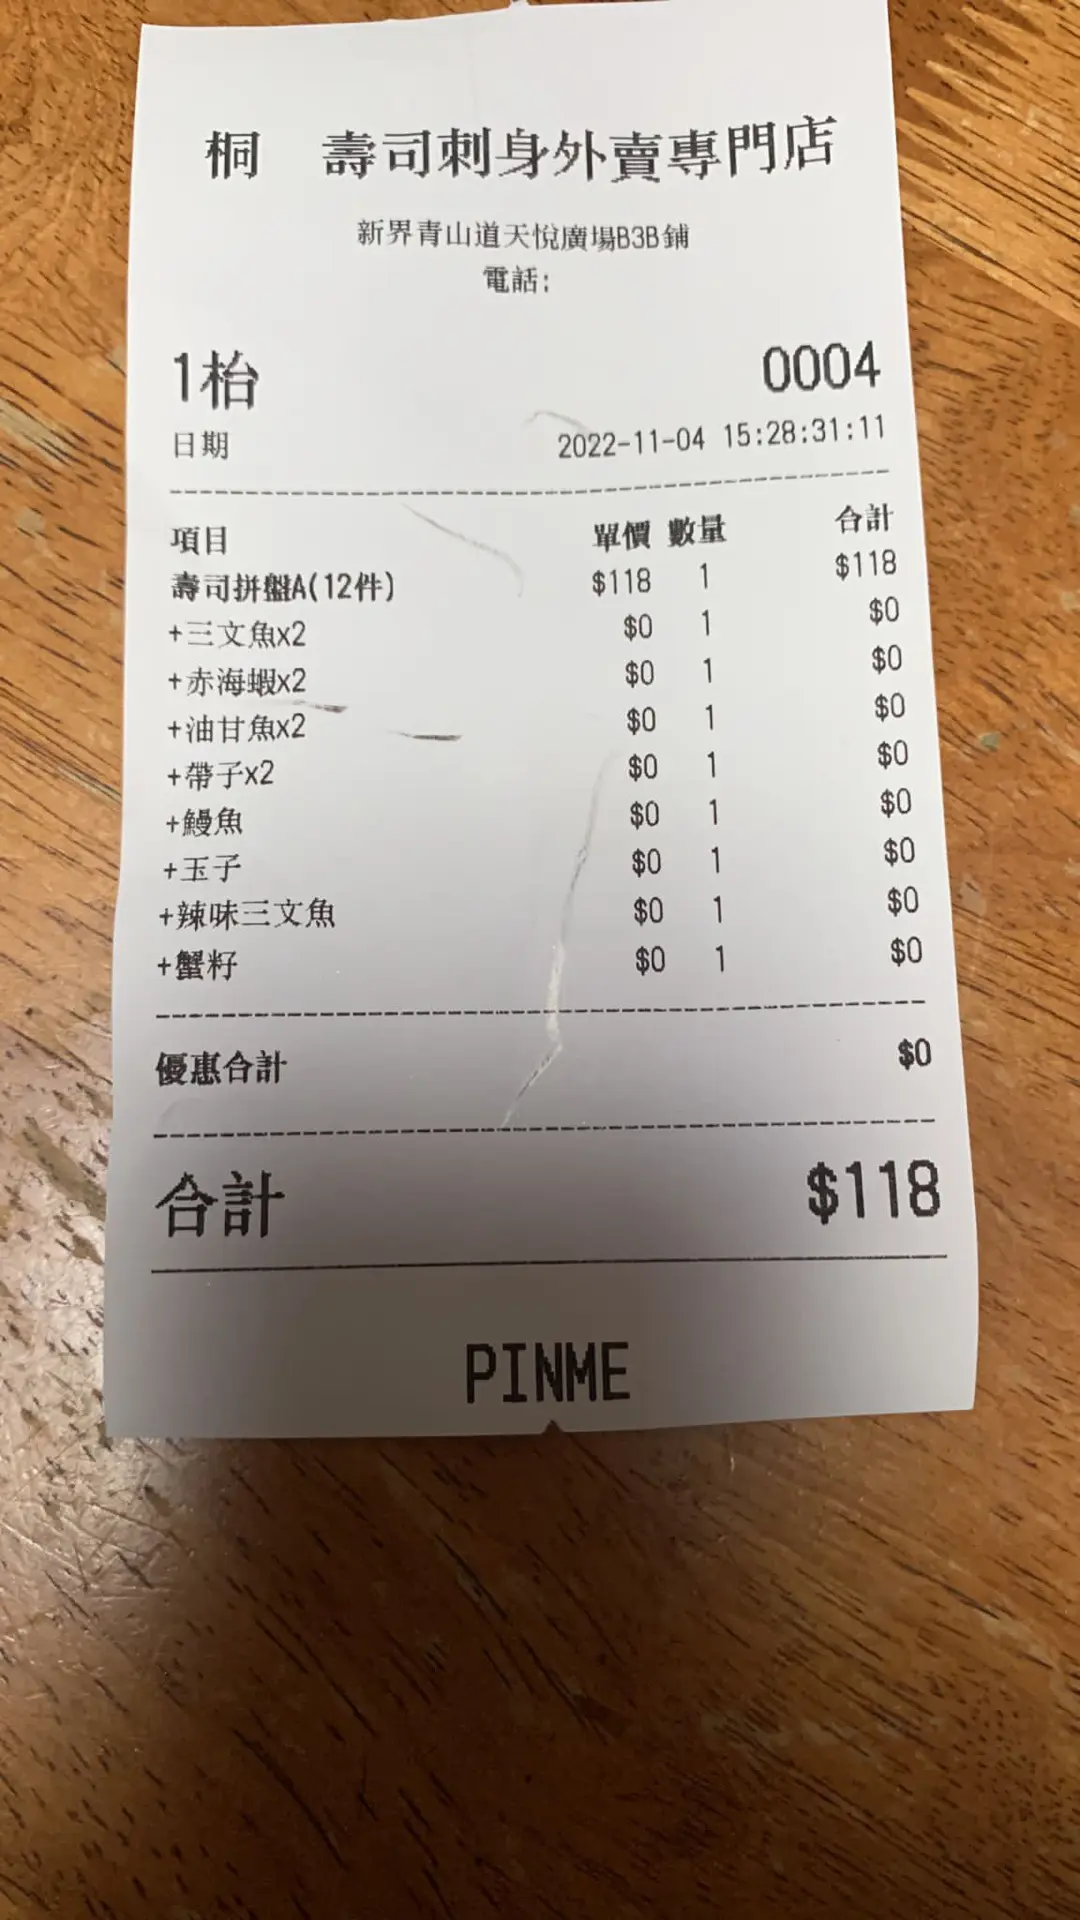 桐　壽司刺身外賣專門店
新界青山道天悅廣場B3B鋪
電話:
1枱 0004
日期 2022-11-04 15:28:31:11
項目 單價 數量 合計
壽司拼盤A(12件) $118 1 $118
+三文魚x2 $0 1 $0
+赤海蝦x2 $0 1 $0
+油甘魚x2 $0 1 $0
+帶子x2 $0 1 $0
+鰻魚 $0 1 $0
+玉子 $0 1 $0
+辣味三文魚 $0 1 $0
+蟹籽 $0 1 $0
優惠合計 $0
合計 $118
PINME